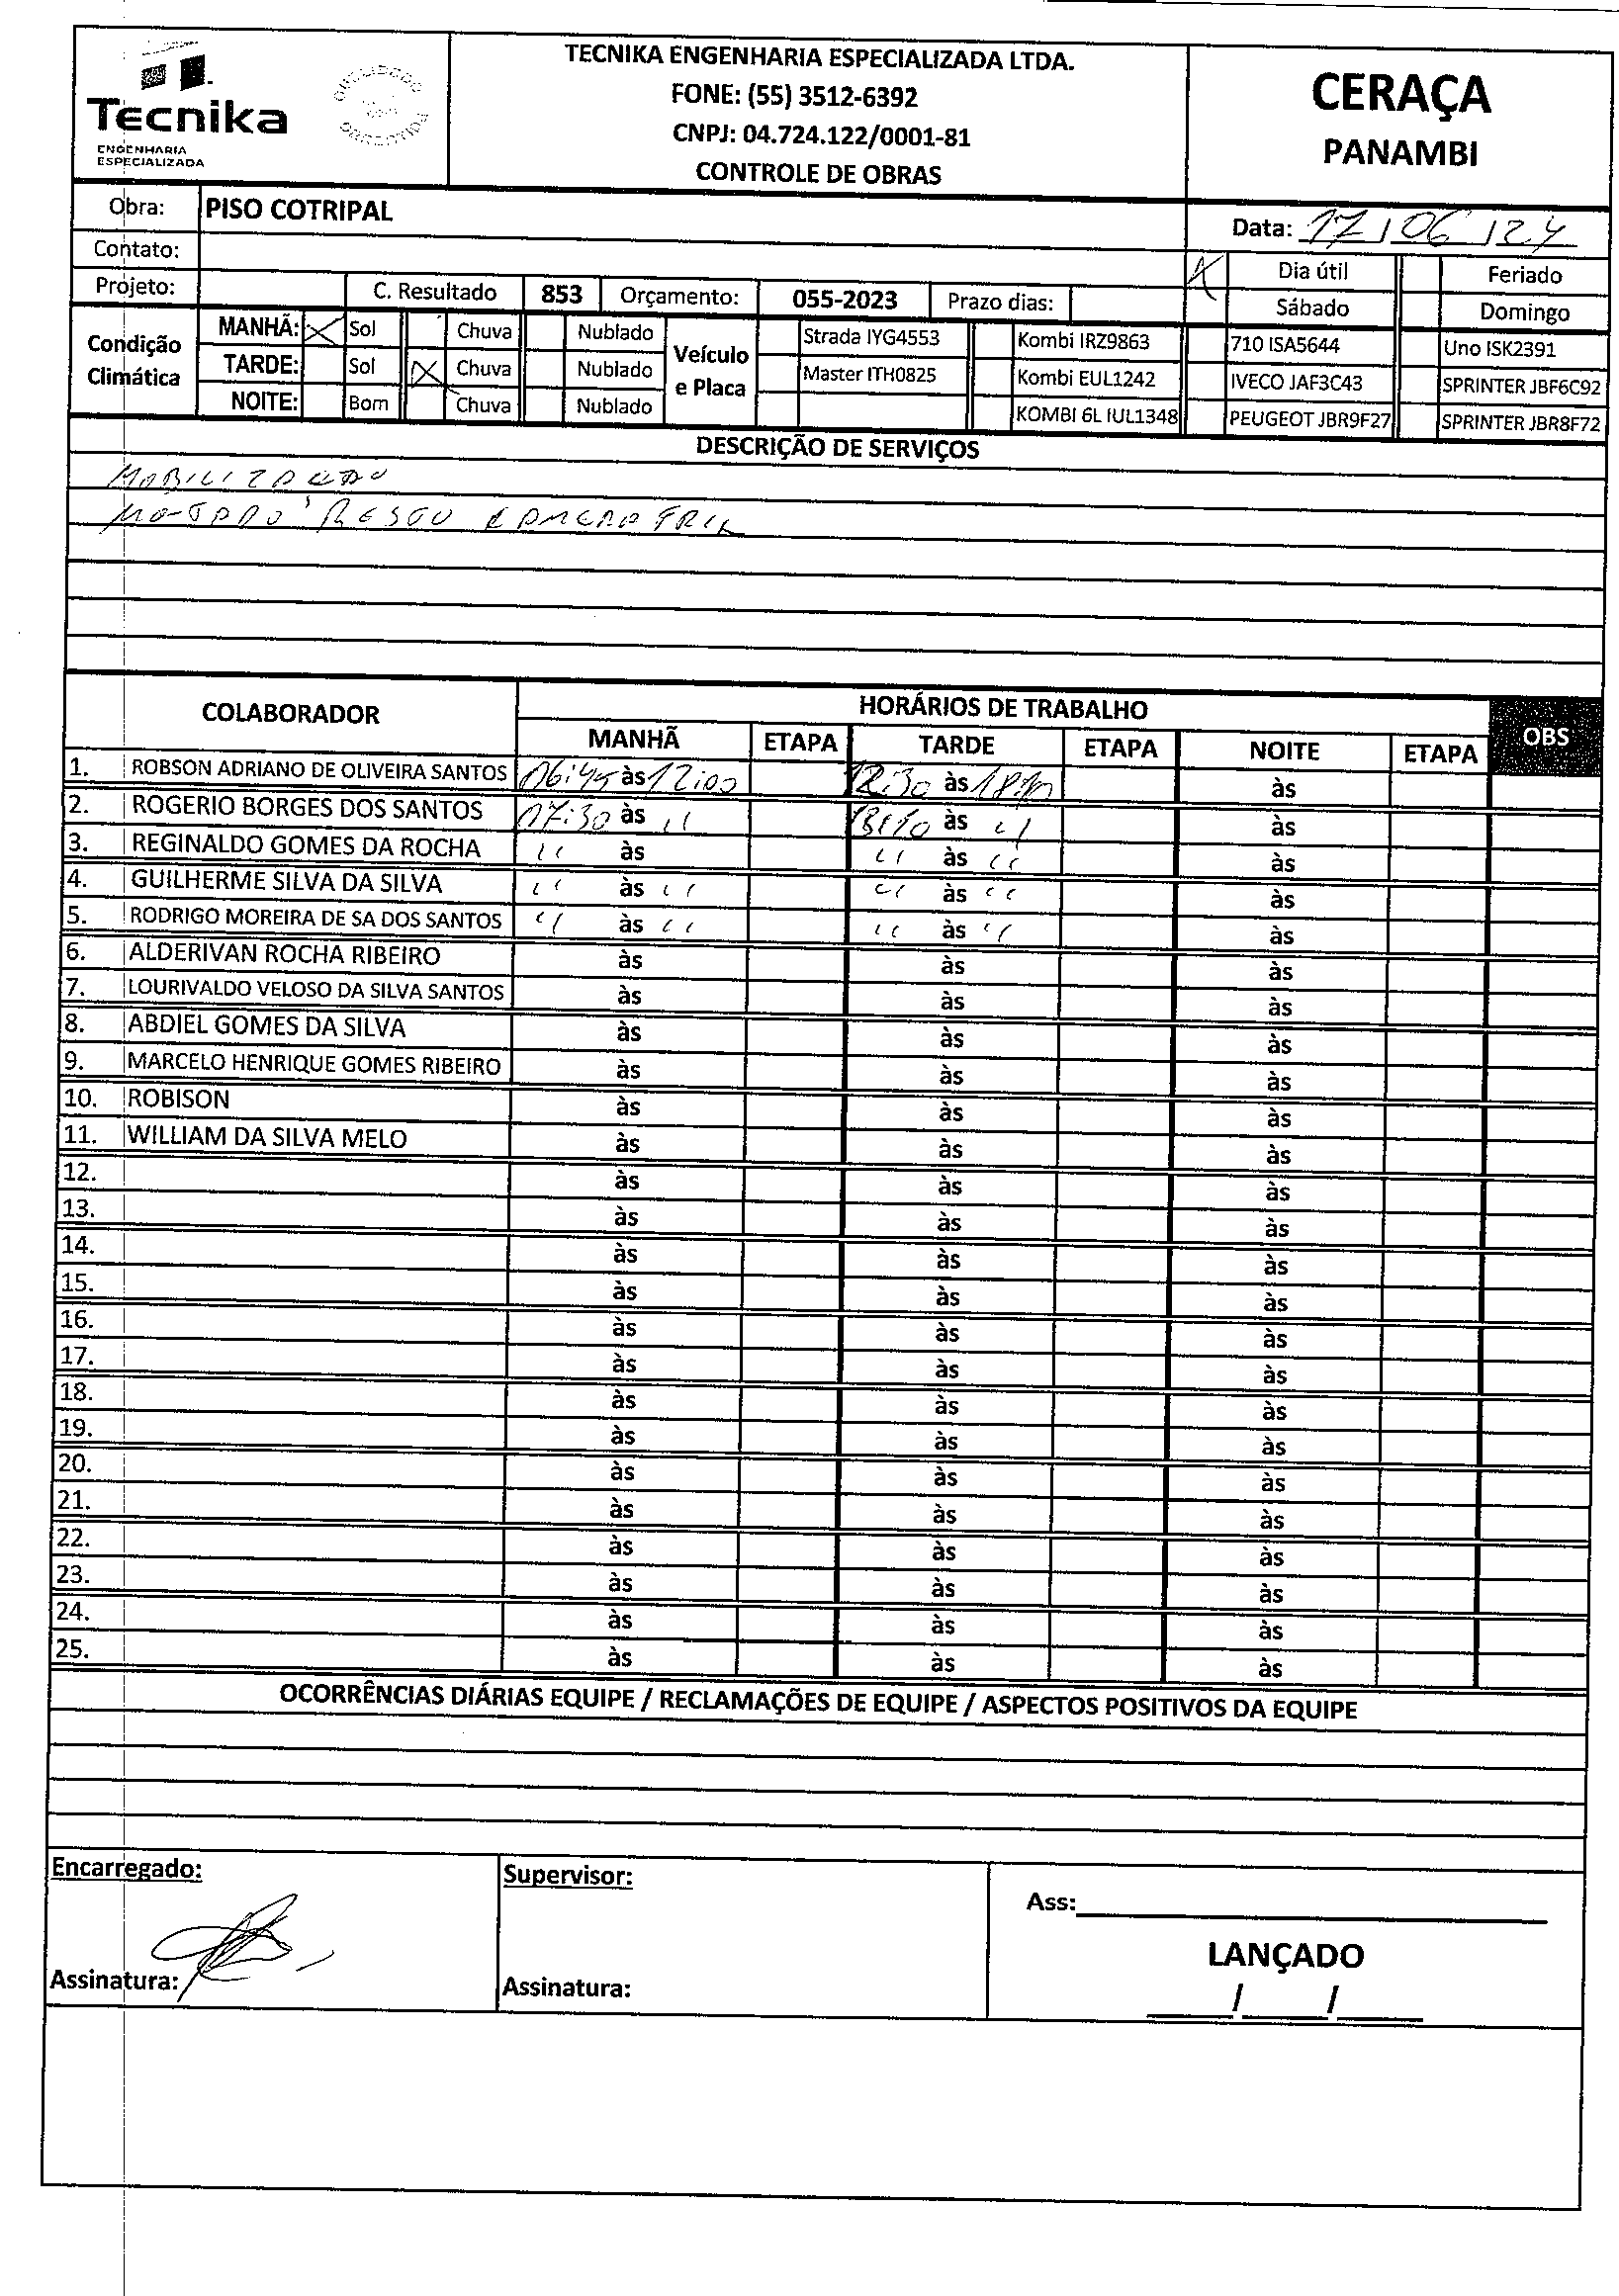 TECNIKA ENGENHARIA ESPECIALIZADA LTDA.
FONE: (55) 3512-6392
CNPJ: 04.724.122/0001-81
CONTROLE DE OBRAS
Tecnika
ENGENHARIA
ESPECIALIZADA
CERAÇA
PANAMBI
Obra: PISO COTRIPAL
Data: 17/06/24
Contato:
Dia útil Feriado
Projeto: C. Resultado 853 Orçamento: 055-2023 Prazo dias:
Sábado Domingo
Condição Climática
MANHÃ: X Sol Chuva Nublado
TARDE: Sol X Chuva Nublado
NOITE: Bom Chuva Nublado
Veículo e Placa
Strada IYG4553 Kombi IRZ9863 710 ISA5644 Uno ISK2391
Master ITH0825 Kombi EUL1242 IVECO JAF3C43 SPRINTER JBF6C92
KOMBI 6L IUL1348 PEUGEOT JBR9F27 SPRINTER JBR8F72
DESCRIÇÃO DE SERVIÇOS
COLABORADOR HORÁRIOS DE TRABALHO OBS
MANHÃ ETAPA TARDE ETAPA NOITE ETAPA
1. ROBSON ADRIANO DE OLIVEIRA SANTOS 06:45 às 12:00 12:30 às às
2. ROGERIO BORGES DOS SANTOS 07:30 às '' às '' às
3. REGINALDO GOMES DA ROCHA '' às '' às '' às
4. GUILHERME SILVA DA SILVA '' às '' '' às '' às
5. RODRIGO MOREIRA DE SA DOS SANTOS '' às '' '' às '' às
6. ALDERIVAN ROCHA RIBEIRO às às às
7. LOURIVALDO VELOSO DA SILVA SANTOS às às às
8. ABDIEL GOMES DA SILVA às às às
9. MARCELO HENRIQUE GOMES RIBEIRO às às às
10. ROBISON às às às
11. WILLIAM DA SILVA MELO às às às
12. às às às
13. às às às
14. às às às
15. às às às
16. às às às
17. às às às
18. às às às
19. às às às
20. às às às
21. às às às
22. às às às
23. às às às
24. às às às
25. às às às
OCORRÊNCIAS DIÁRIAS EQUIPE / RECLAMAÇÕES DE EQUIPE / ASPECTOS POSITIVOS DA EQUIPE
Encarregado:
Supervisor:
Ass:
LANÇADO
Assinatura:
Assinatura:
/ /